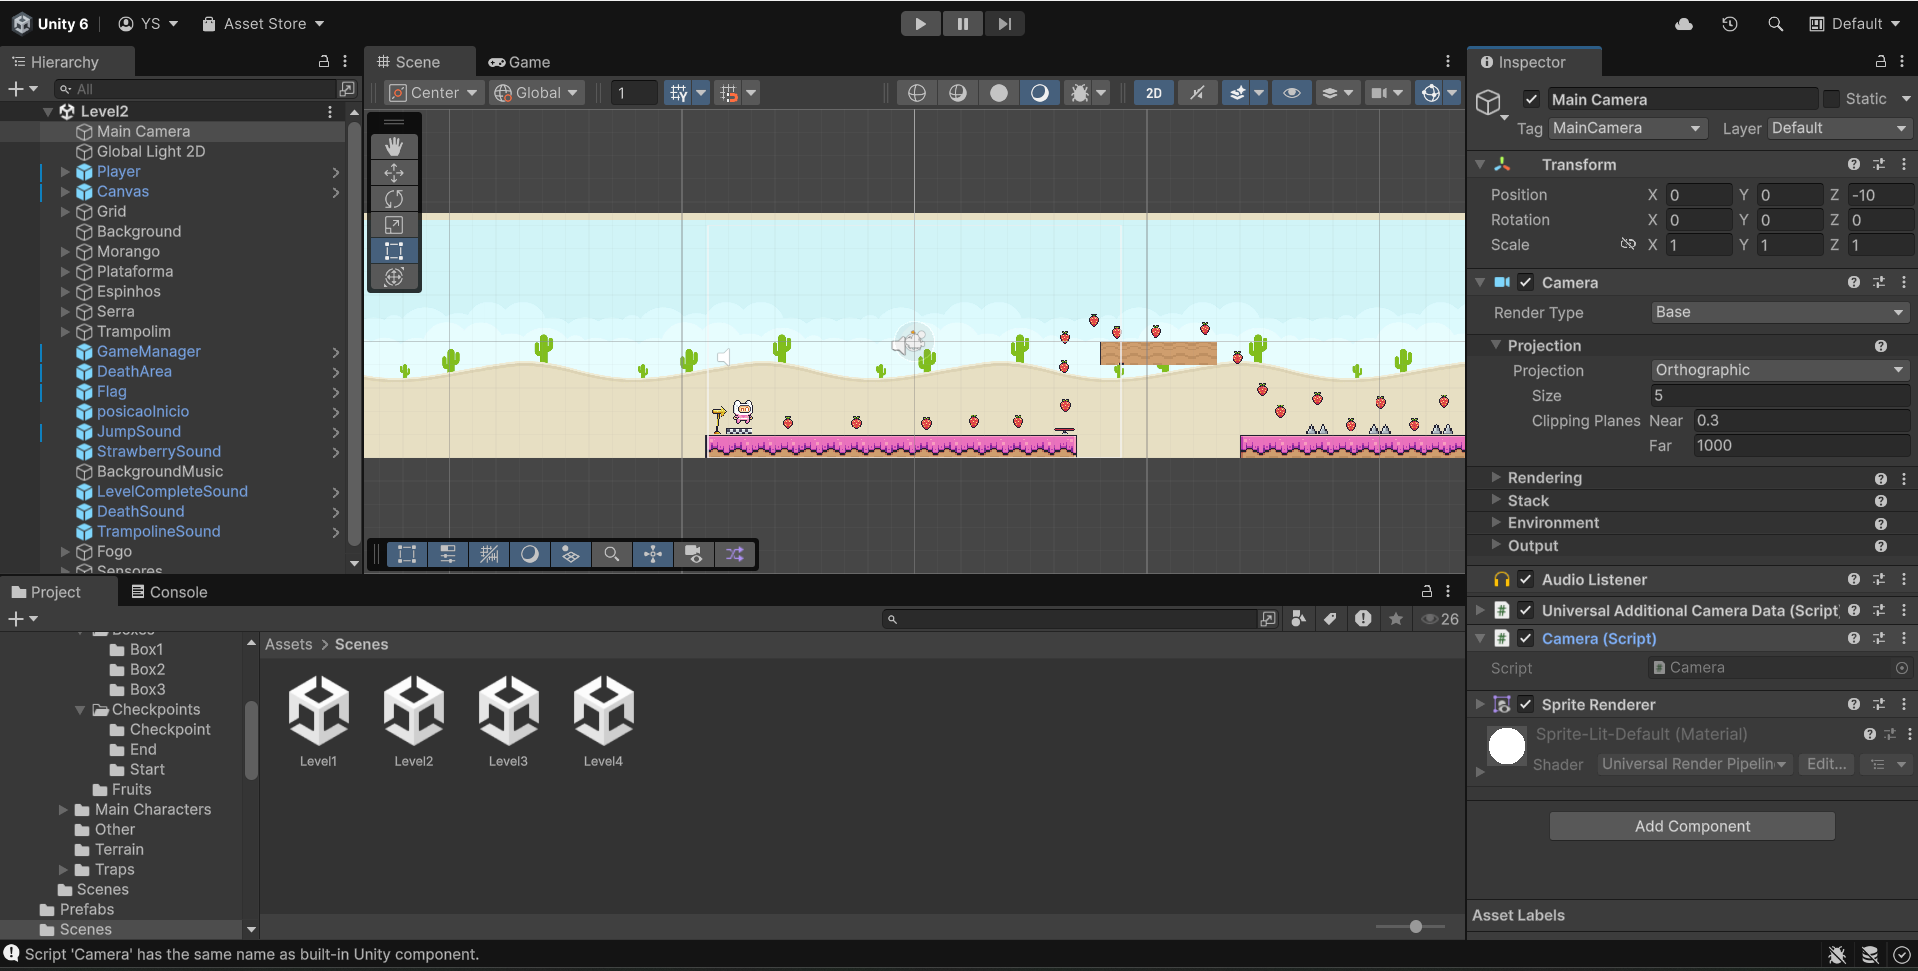 Unity 6
YS
Asset Store
Default
Hierarchy
All
Level2
Main Camera
Global Light 2D
Player
Canvas
Grid
Background
Morango
Plataforma
Espinhos
Serra
Trampolim
GameManager
DeathArea
Flag
posicaoInicio
JumpSound
StrawberrySound
BackgroundMusic
LevelCompleteSound
DeathSound
TrampolineSound
Fogo
Sensores
Scene
Game
Center
Global
1
2D
Inspector
Main Camera
Static
Tag MainCamera Layer Default
Transform
Position X 0 Y 0 Z -10
Rotation X 0 Y 0 Z 0
Scale X 1 Y 1 Z 1
Camera
Render Type Base
Projection
Projection Orthographic
Size 5
Clipping Planes Near 0.3
Far 1000
Rendering
Stack
Environment
Output
Audio Listener
# Universal Additional Camera Data (Script)
# Camera (Script)
Script # Camera
Sprite Renderer
Sprite-Lit-Default (Material)
Shader Universal Render Pipelin Edit...
Add Component
Asset Labels
Project
Console
26
Boxes
Box1
Box2
Box3
Checkpoints
Checkpoint
End
Start
Fruits
Main Characters
Other
Terrain
Traps
Scenes
Prefabs
Scenes
Assets > Scenes
Level1
Level2
Level3
Level4
Script 'Camera' has the same name as built-in Unity component.